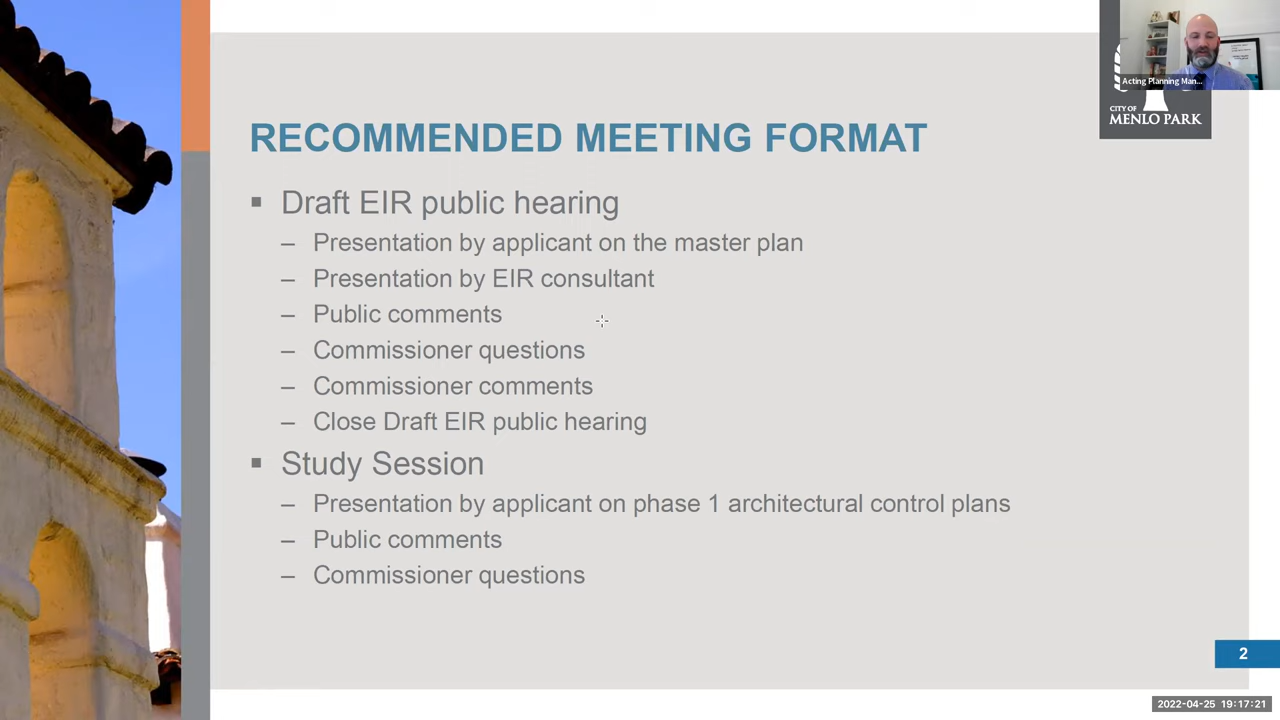 Acting Planning Man...
CITY OF
MENLO PARK
RECOMMENDED MEETING FORMAT
▪ Draft EIR public hearing
– Presentation by applicant on the master plan
– Presentation by EIR consultant
– Public comments
– Commissioner questions
– Commissioner comments
– Close Draft EIR public hearing
▪ Study Session
– Presentation by applicant on phase 1 architectural control plans
– Public comments
– Commissioner questions
2
2022-04-25 19:17:21